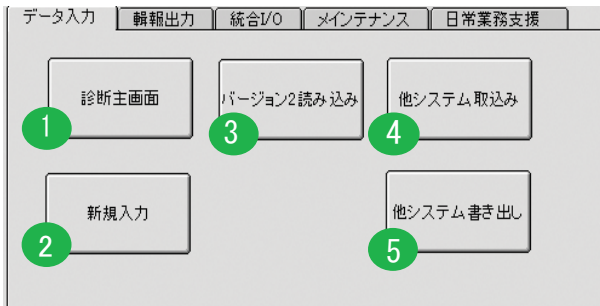 データ入力 輯報出力 統合I/O メインテナンス 日常業務支援
診断主画面 バージョン2読み込み 他システム取込み
1 3 4
新規入力 他システム書き出し
2 5